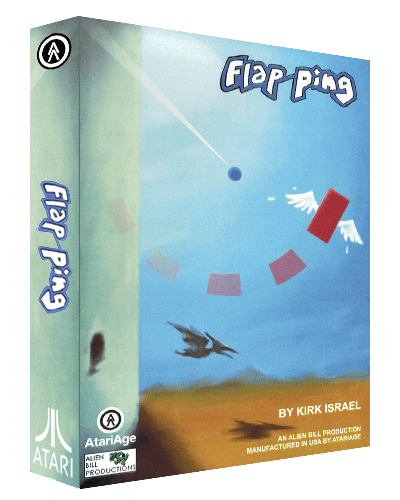 Flap Ping
Flap Ping
BY KIRK ISRAEL
AN ALIEN BILL PRODUCTION
MANUFACTURED IN USA BY ATARIAGE
AtariAge
ALIEN
BILL
PRODUCTIONS
ATARI